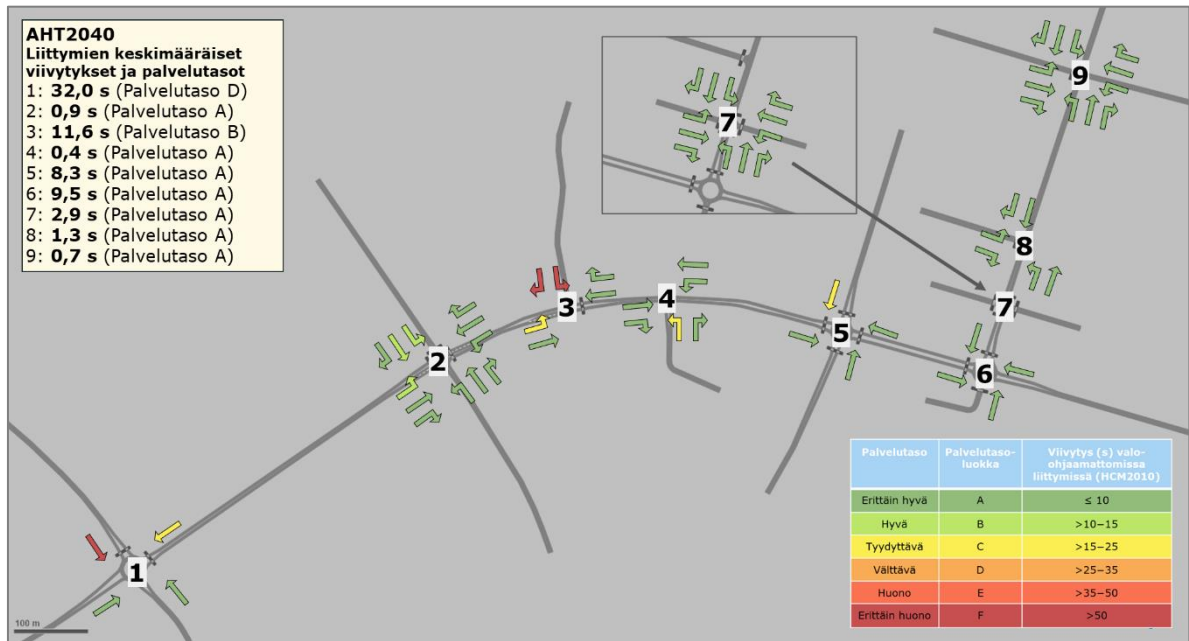 AHT2040
Liittymien keskimääräiset
viivytykset ja palvelutasot
1: 32,0 s (Palvelutaso D)
2: 0,9 s (Palvelutaso A)
3: 11,6 s (Palvelutaso B)
4: 0,4 s (Palvelutaso A)
5: 8,3 s (Palvelutaso A)
6: 9,5 s (Palvelutaso A)
7: 2,9 s (Palvelutaso A)
8: 1,3 s (Palvelutaso A)
9: 0,7 s (Palvelutaso A)
9
7
8
7
3
4
5
2
6
1
100 m
Palvelutaso
Palvelutaso-
luokka
Viivytys (s) valo-
ohjaamattomissa
liittymissä (HCM2010)
Erittäin hyvä A ≤ 10
Hyvä B >10−15
Tyydyttävä C >15−25
Välttävä D >25−35
Huono E >35−50
Erittäin huono F >50